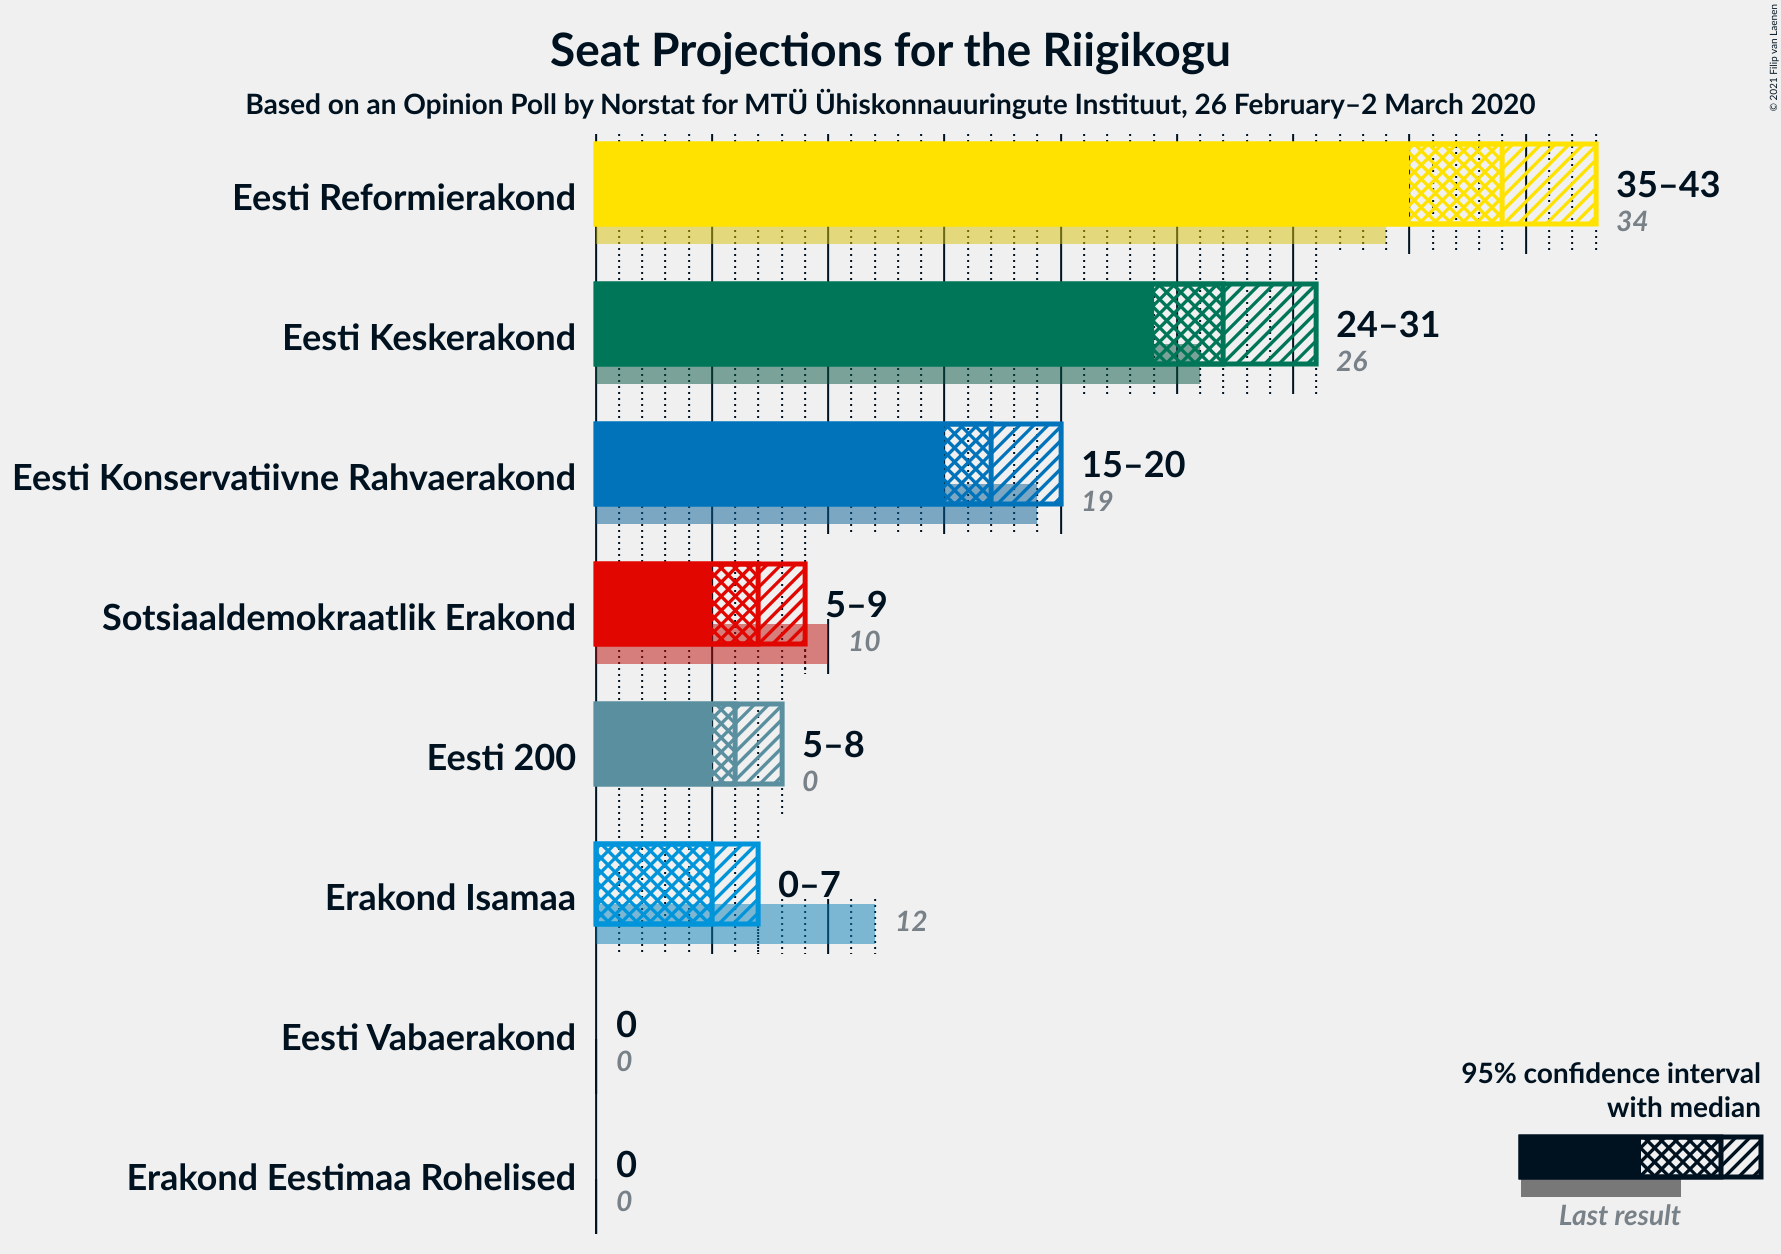 Seat Projections for the Riigikogu
Based on an Opinion Poll by Norstat for MTÜ Ühiskonnauuringute Instituut, 26 February–2 March 2020
© 2021 Filip van Laenen
Eesti Reformierakond
35–43
34
Eesti Keskerakond
24–31
26
Eesti Konservatiivne Rahvaerakond
15–20
19
Sotsiaaldemokraatlik Erakond
5–9
10
Eesti 200
5–8
0
Erakond Isamaa
0–7
12
Eesti Vabaerakond
0
0
Erakond Eestimaa Rohelised
0
0
95% confidence interval
with median
Last result